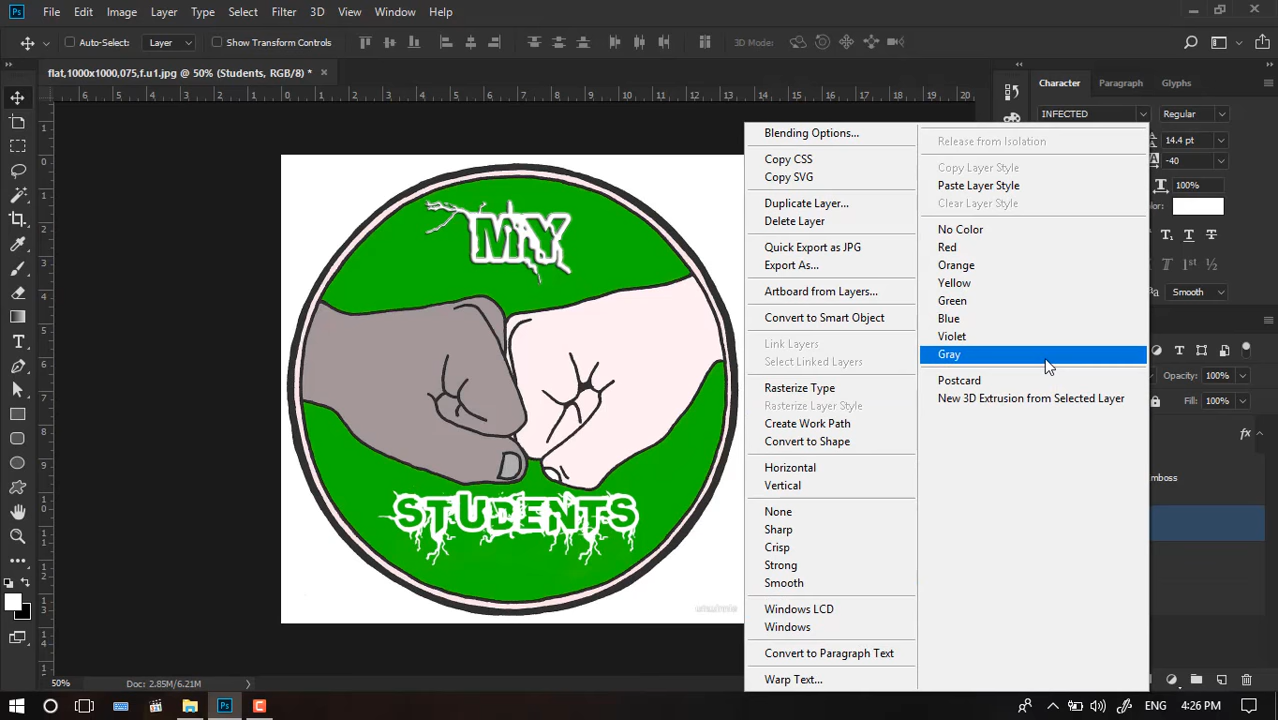 Ps File Edit Image Layer Type Select Filter 3D View Window Help
Auto-Select: Layer Show Transform Controls 3D Mode:
flat,1000x1000,075,f.u1.jpg @ 50% (Students, RGB/8) *
Character Paragraph Glyphs
INFECTED Regular
14.4 pt
-40
100%
Color:
Smooth
Opacity: 100%
Fill: 100%
fx
Blending Options...
Copy CSS
Copy SVG
Duplicate Layer...
Delete Layer
Quick Export as JPG
Export As...
Artboard from Layers...
Convert to Smart Object
Link Layers
Select Linked Layers
Rasterize Type
Rasterize Layer Style
Create Work Path
Convert to Shape
Horizontal
Vertical
None
Sharp
Crisp
Strong
Smooth
Windows LCD
Windows
Convert to Paragraph Text
Warp Text...
Release from Isolation
Copy Layer Style
Paste Layer Style
Clear Layer Style
No Color
Red
Orange
Yellow
Green
Blue
Violet
Gray
Postcard
New 3D Extrusion from Selected Layer
MY
STUDENTS
50% Doc: 2.85M/6.21M
ENG 4:26 PM